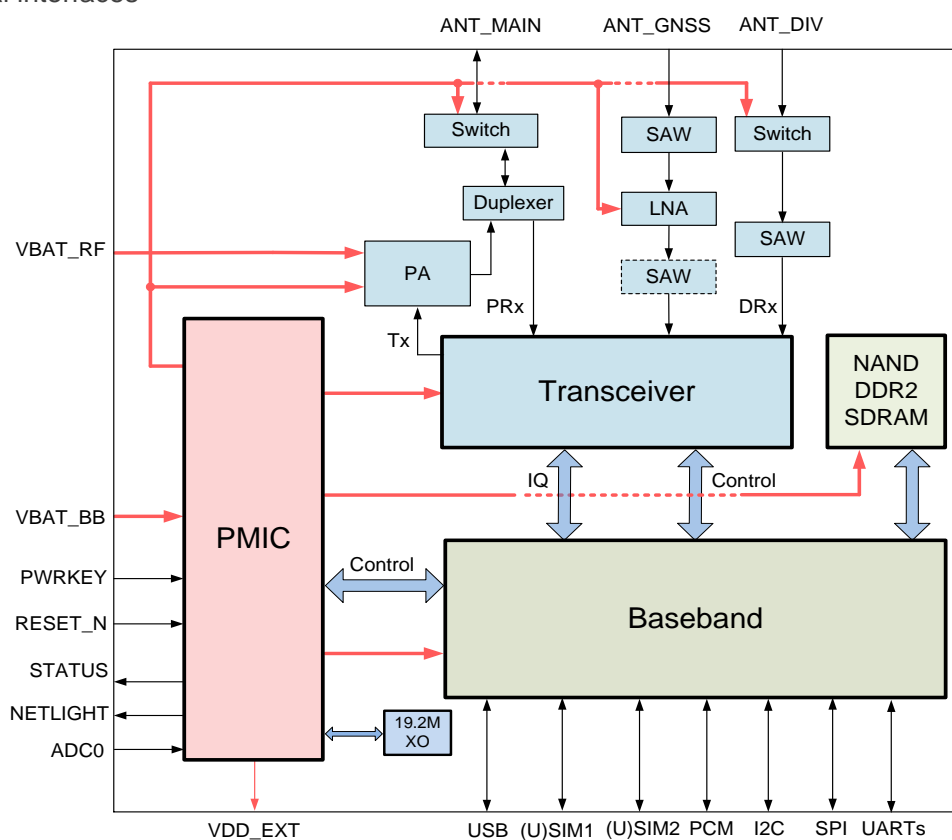 ANT_MAIN
ANT_GNSS
ANT_DIV
Switch
SAW
Switch
Duplexer
LNA
VBAT_RF
PA
SAW
SAW
PRx
DRx
Tx
Transceiver
NAND
DDR2
SDRAM
IQ
Control
VBAT_BB
PMIC
PWRKEY
Control
RESET_N
Baseband
STATUS
NETLIGHT
19.2M
XO
ADC0
VDD_EXT
USB
(U)SIM1
(U)SIM2
PCM
I2C
SPI
UARTs